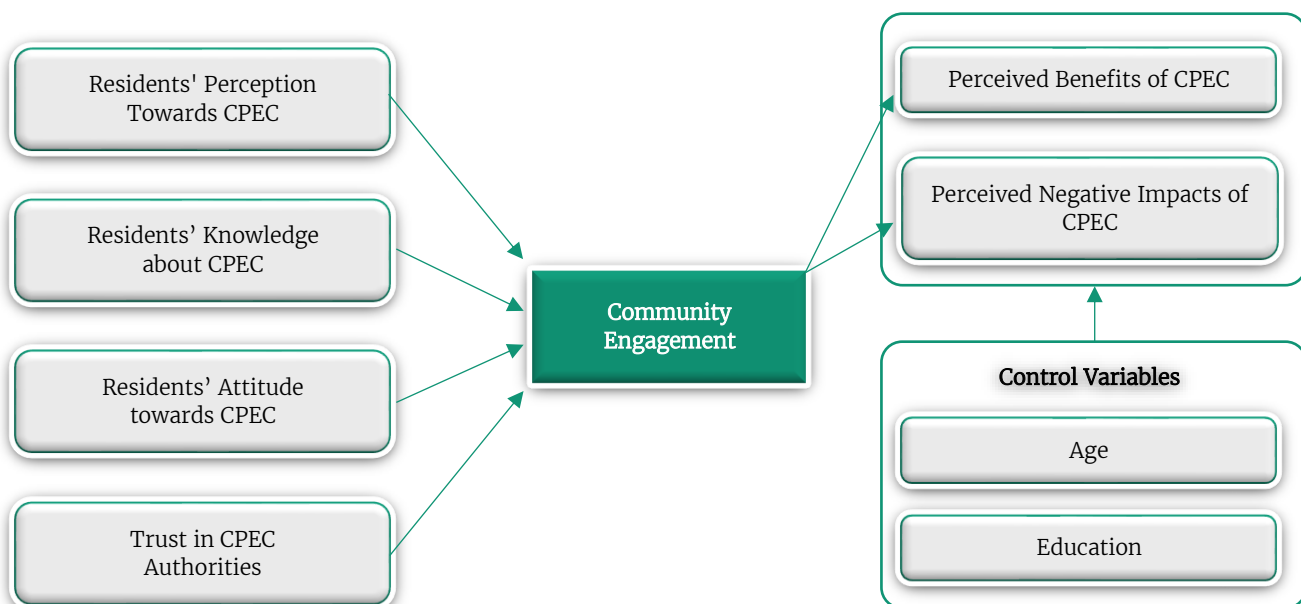 Residents' Perception
Towards CPEC
Residents’ Knowledge
about CPEC
Residents’ Attitude
towards CPEC
Trust in CPEC
Authorities
Community
Engagement
Perceived Benefits of CPEC
Perceived Negative Impacts of
CPEC
Control Variables
Age
Education